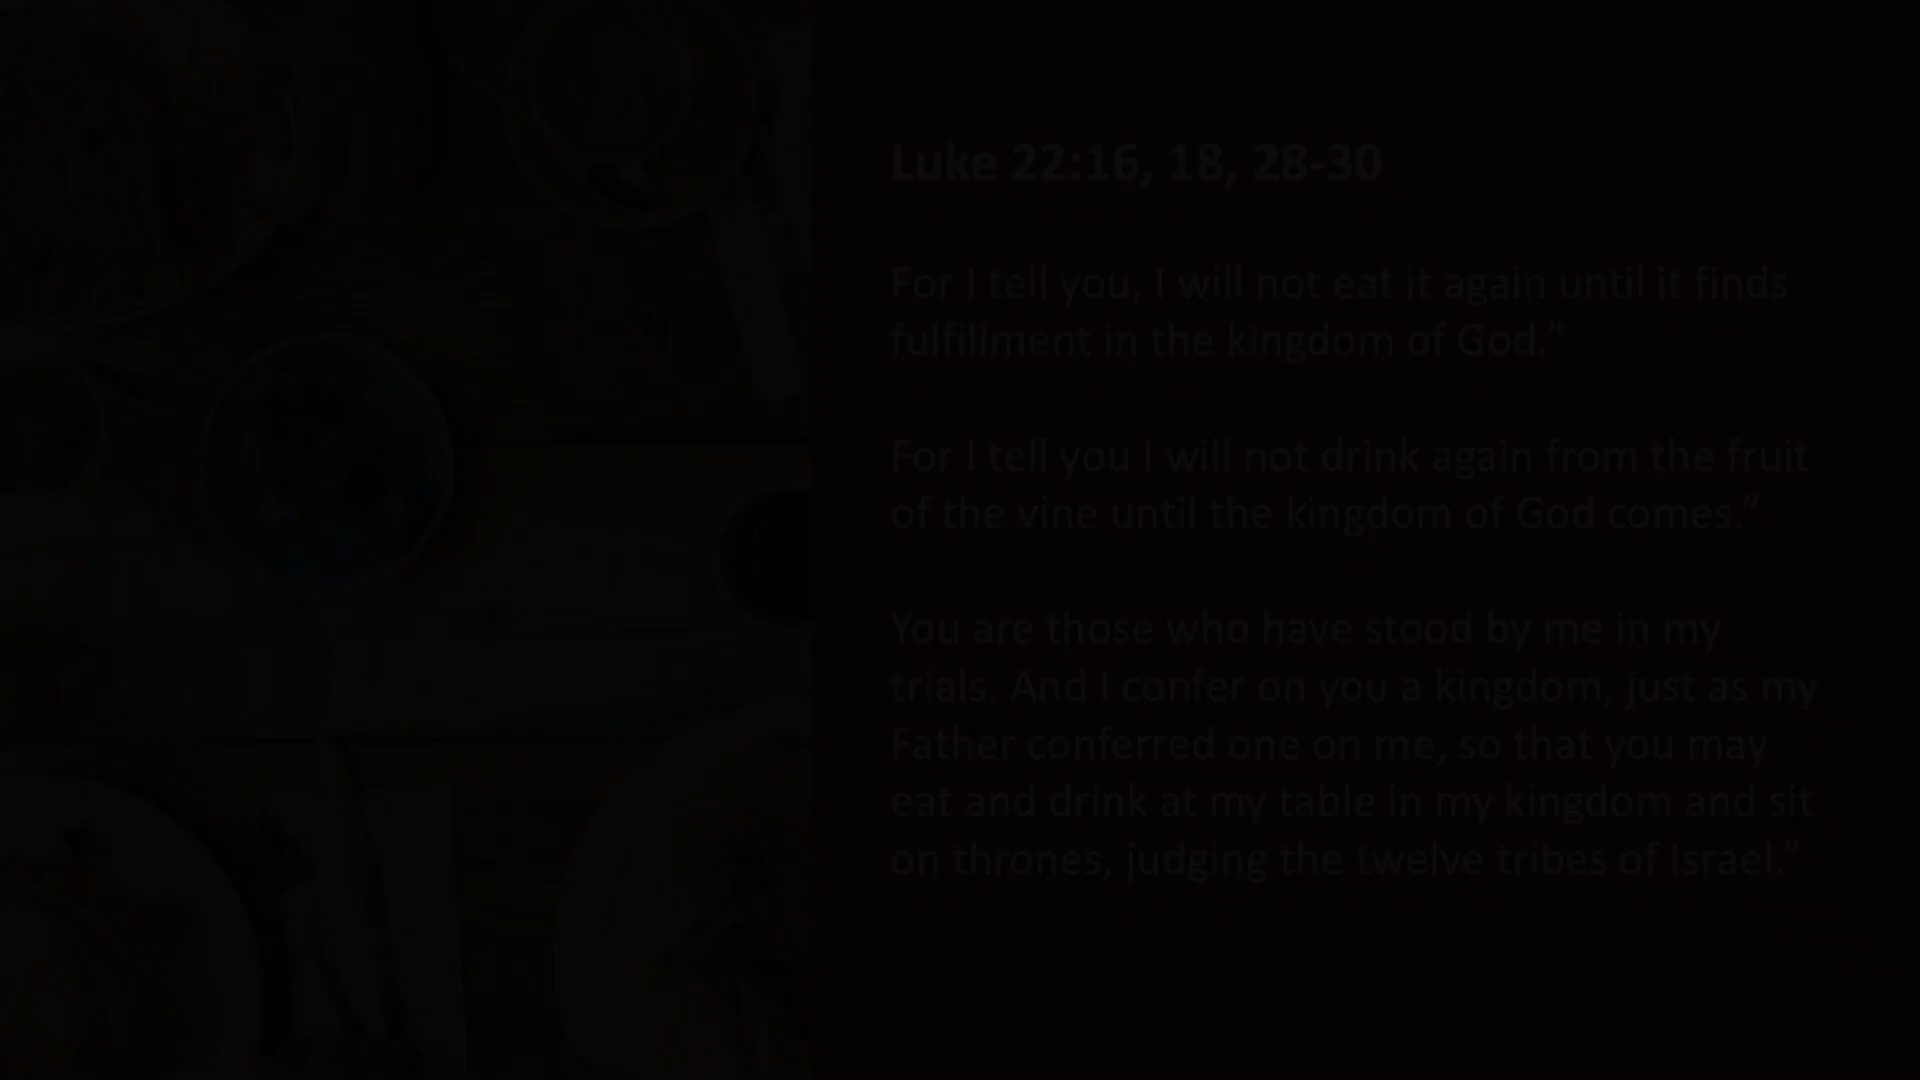 Luke 22:16, 18, 28-30
For I tell you, I will not eat it again until it finds
fulfillment in the kingdom of God.”
For I tell you I will not drink again from the fruit
of the vine until the kingdom of God comes.”
You are those who have stood by me in my
trials. And I confer on you a kingdom, just as my
Father conferred one on me, so that you may
eat and drink at my table in my kingdom and sit
on thrones, judging the twelve tribes of Israel.”